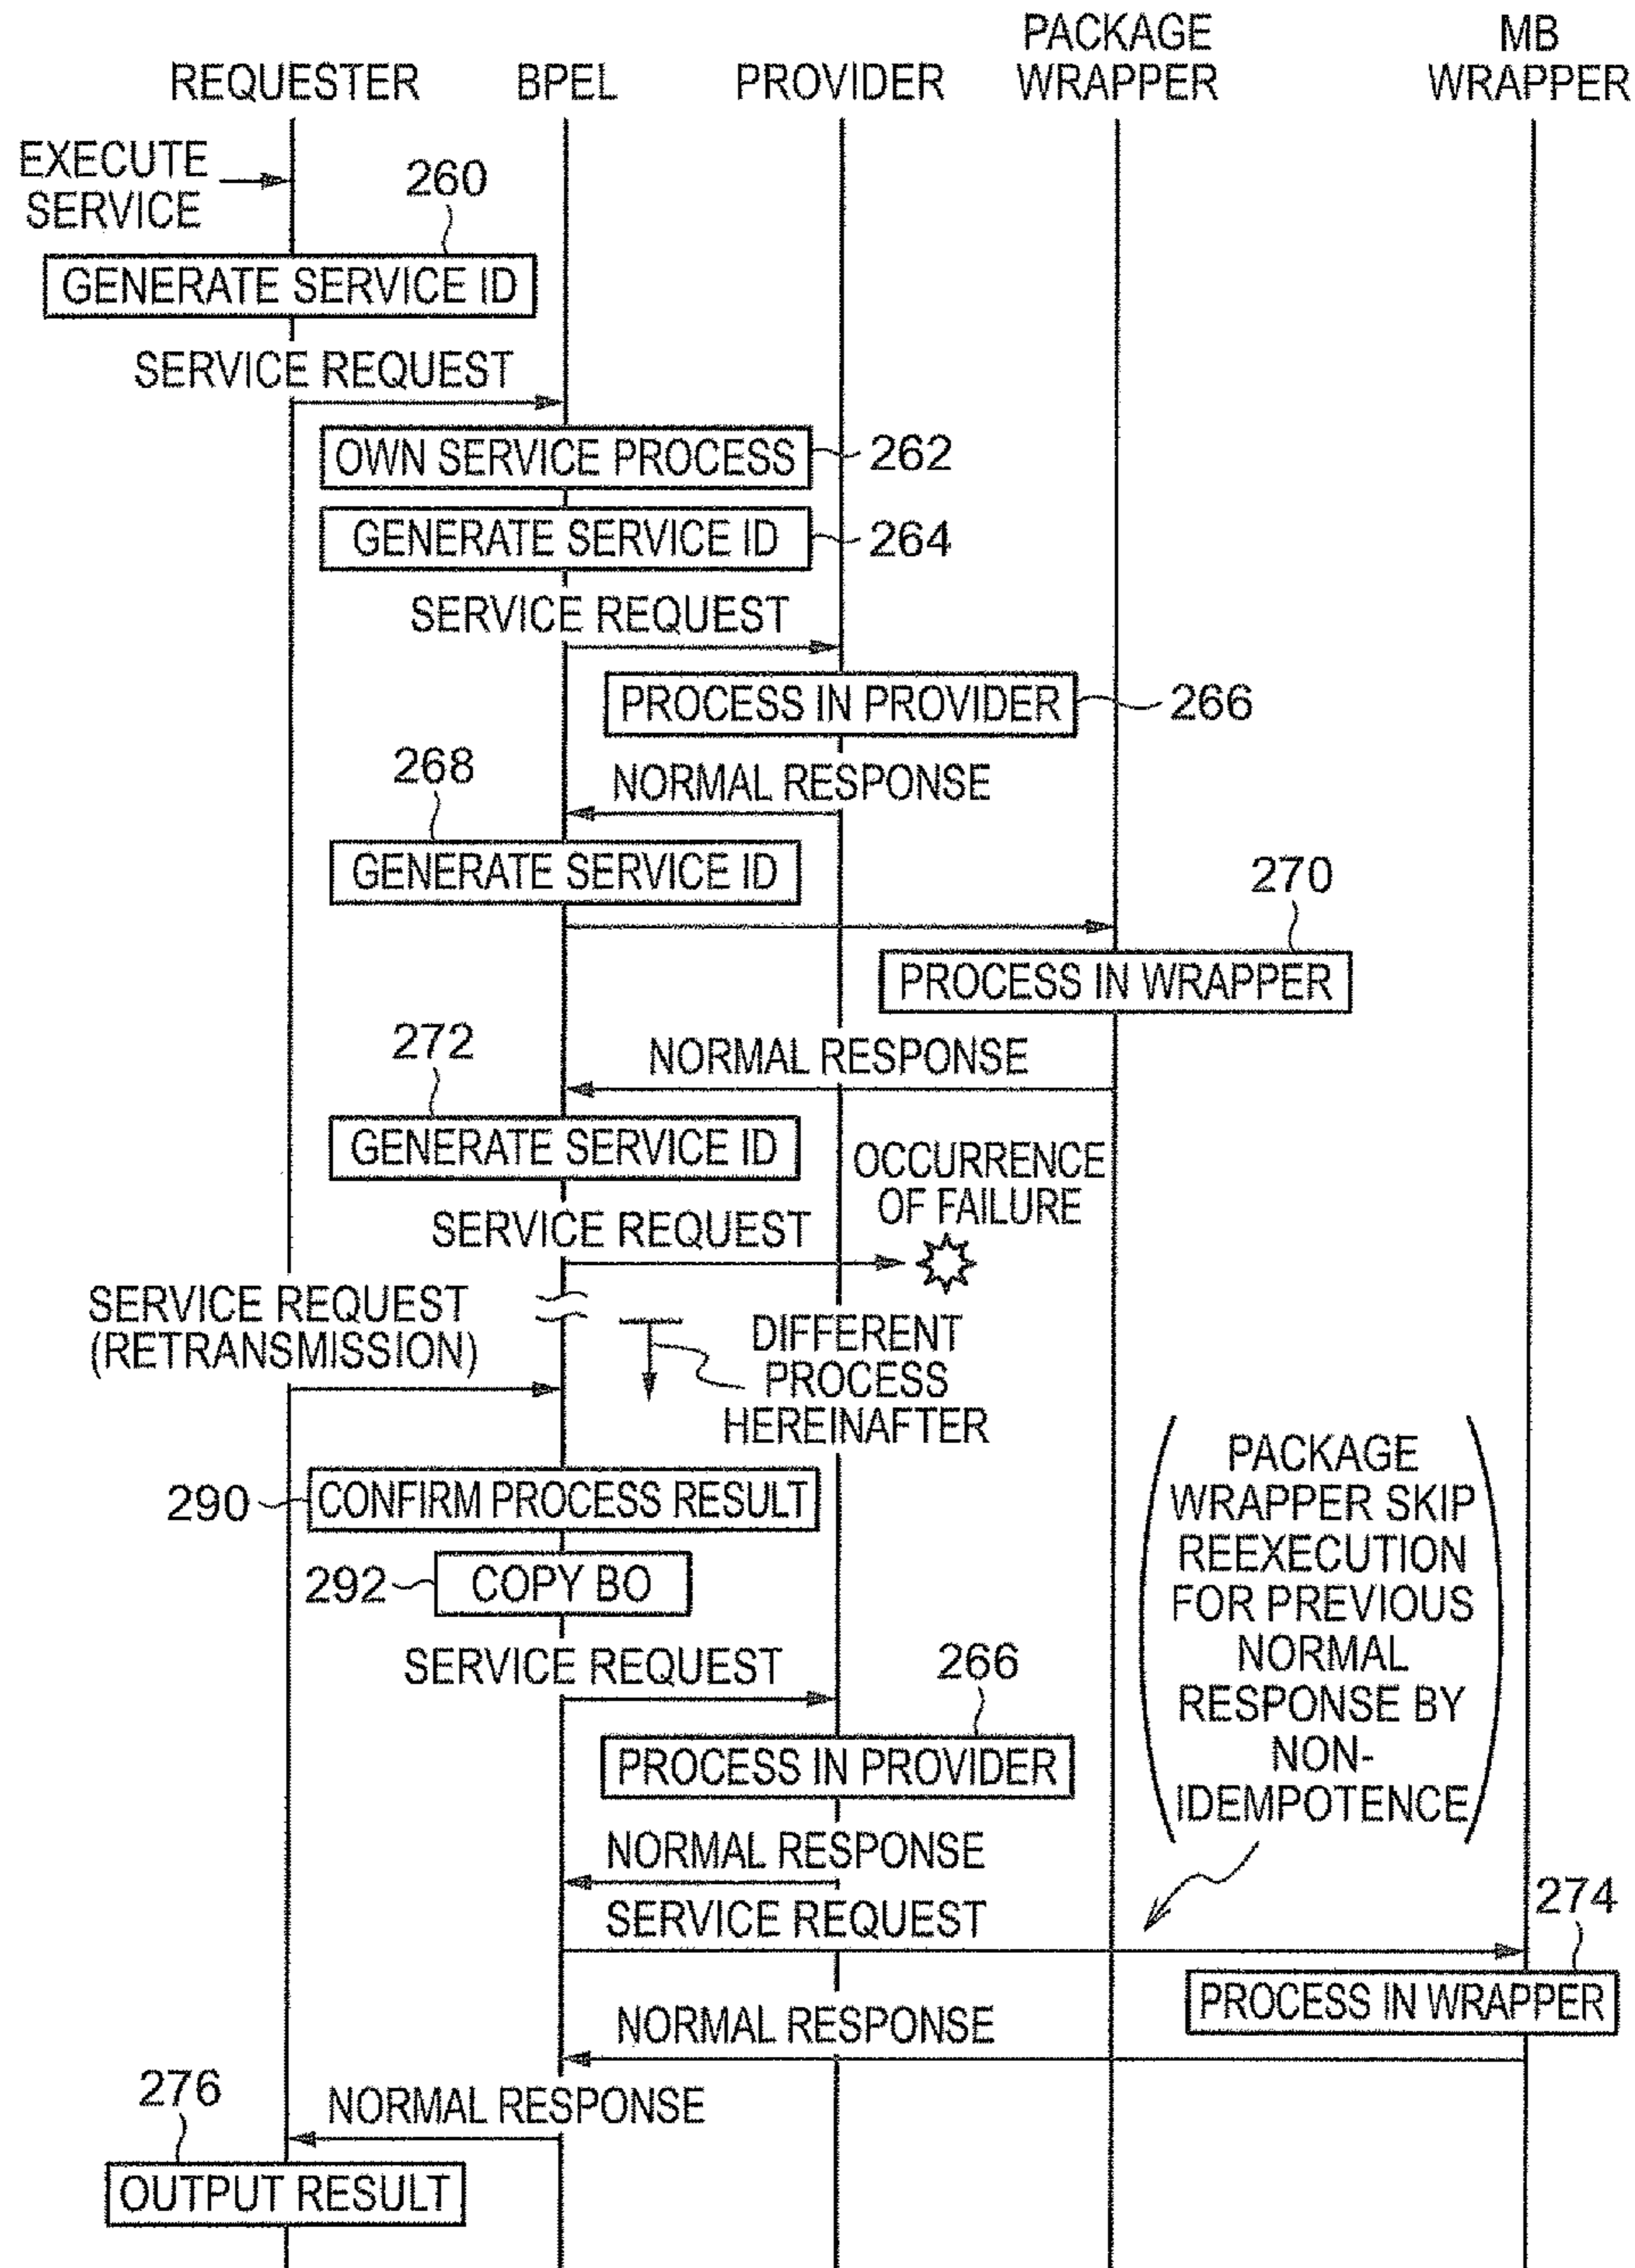 REQUESTER
BPEL
PROVIDER
PACKAGE
WRAPPER
MB
WRAPPER
EXECUTE
SERVICE
260
GENERATE SERVICE ID
SERVICE REQUEST
OWN SERVICE PROCESS
262
GENERATE SERVICE ID
264
SERVICE REQUEST
PROCESS IN PROVIDER
266
NORMAL RESPONSE
268
GENERATE SERVICE ID
270
PROCESS IN WRAPPER
NORMAL RESPONSE
272
GENERATE SERVICE ID
OCCURRENCE
OF FAILURE
SERVICE REQUEST
SERVICE REQUEST
(RETRANSMISSION)
DIFFERENT
PROCESS
HEREINAFTER
290
CONFIRM PROCESS RESULT
292
COPY BO
PACKAGE
WRAPPER SKIP
REEXECUTION
FOR PREVIOUS
NORMAL
RESPONSE BY
NON-
IDEMPOTENCE
SERVICE REQUEST
266
PROCESS IN PROVIDER
NORMAL RESPONSE
SERVICE REQUEST
274
PROCESS IN WRAPPER
NORMAL RESPONSE
276
NORMAL RESPONSE
OUTPUT RESULT